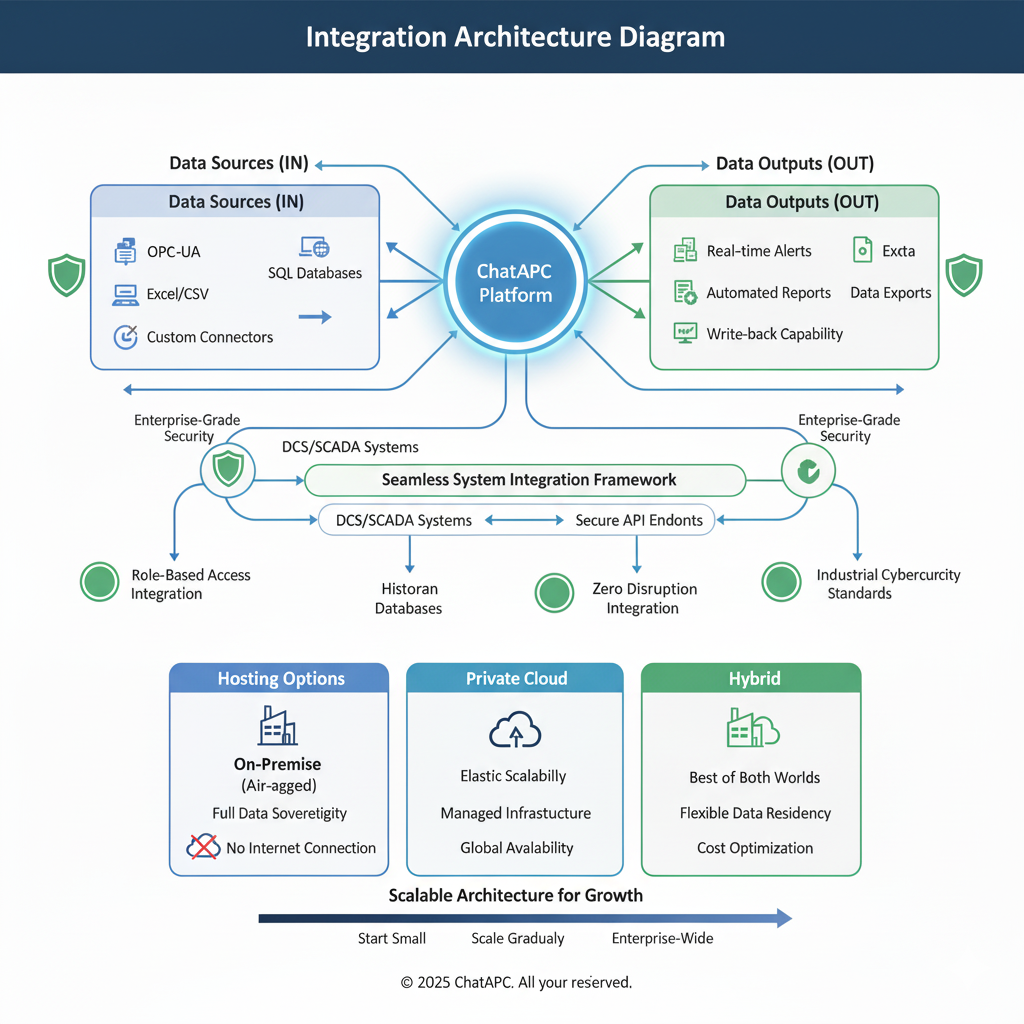 Integration Architecture Diagram
Data Sources (IN)
Data Outputs (OUT)
Data Sources (IN)
OPC-UA
SQL Databases
Excel/CSV
Custom Connectors
ChatAPC
Platform
Data Outputs (OUT)
Real-time Alerts
Excta
Automated Reports
Data Exports
Write-back Capability
Enterprise-Grade
Security
Enteprise-Grade
Security
DCS/SCADA Systems
Seamless System Integration Framework
DCS/SCADA Systems
Secure API Endonts
Role-Based Access
Integration
Historan
Databases
Zero Disruption
Integration
Industrial Cybercurcity
Standards
Hosting Options
On-Premise
(Air-agged)
Full Data Soveretigity
No Internet Connection
Private Cloud
Elastic Scalabilly
Managed Infrastucture
Global Avalability
Hybrid
Best of Both Worlds
Flexible Data Residency
Cost Optimization
Scalable Architecture for Growth
Start Small
Scale Gradualy
Enterprise-Wide
© 2025 ChatAPC. All your reserved.